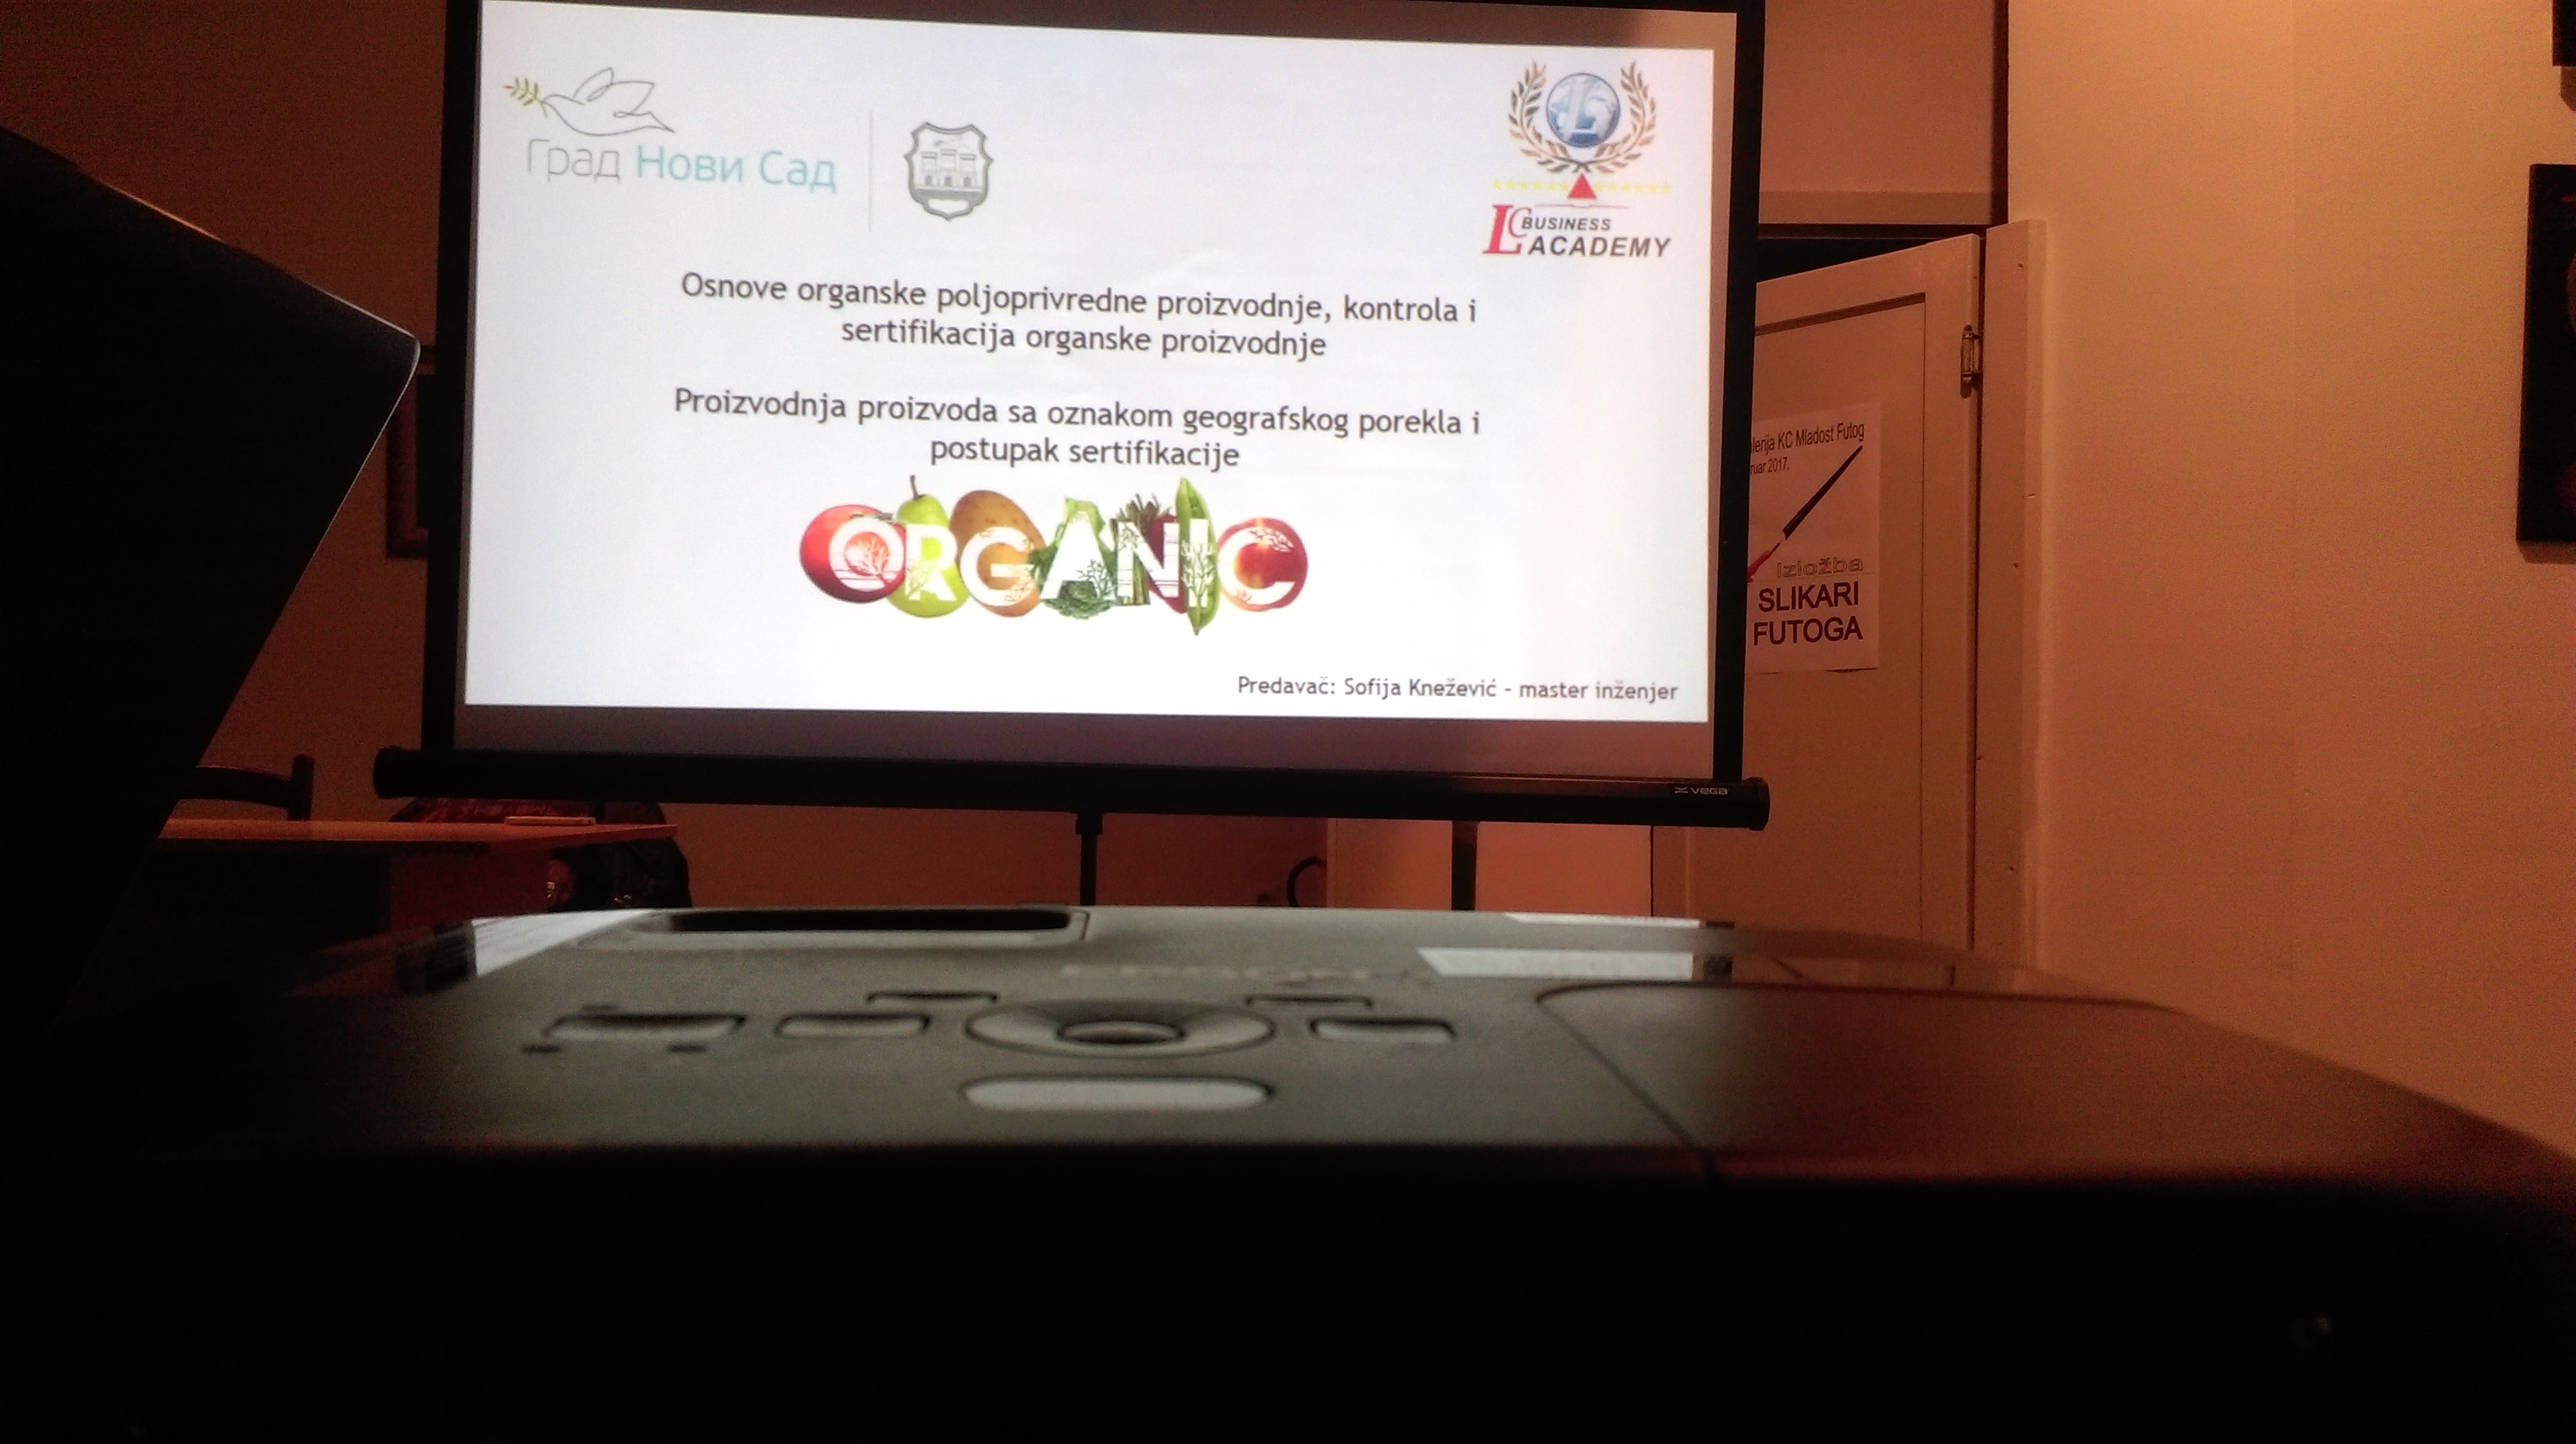 Град Нови Сад
LC BUSINESS
ACADEMY
Osnove organske poljoprivredne proizvodnje, kontrola i
sertifikacija organske proizvodnje
Proizvodnja proizvoda sa oznakom geografskog porekla i
postupak sertifikacije
ORGANIC
Predavač: Sofija Knežević - master inženjer
VEGA
KC Mladost Futog
2017.
Izložba
SLIKARI
FUTOGA